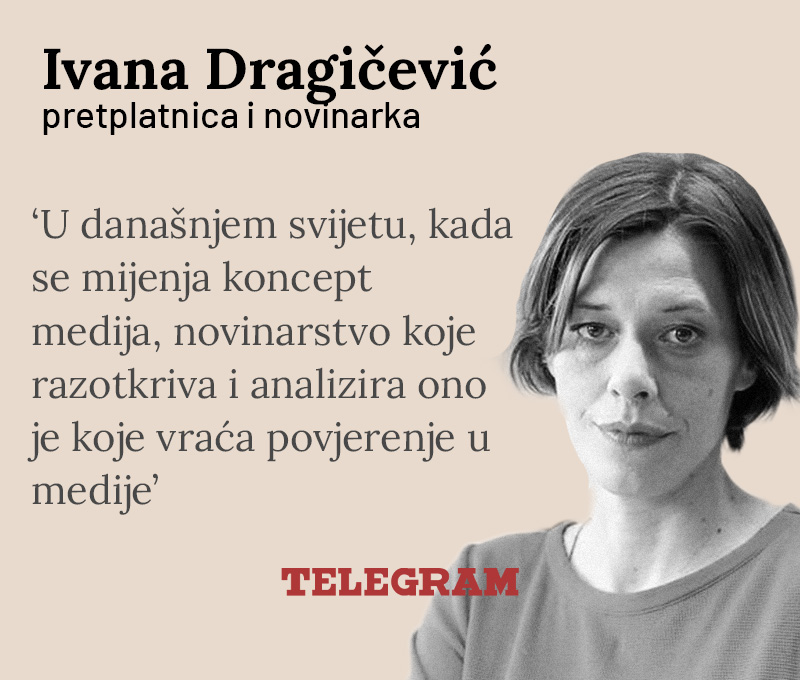 Ivana Dragičević
pretplatnica i novinarka
‘U današnjem svijetu, kada
se mijenja koncept
medija, novinarstvo koje
razotkriva i analizira ono
je koje vraća povjerenje u
medije’
TELEGRAM